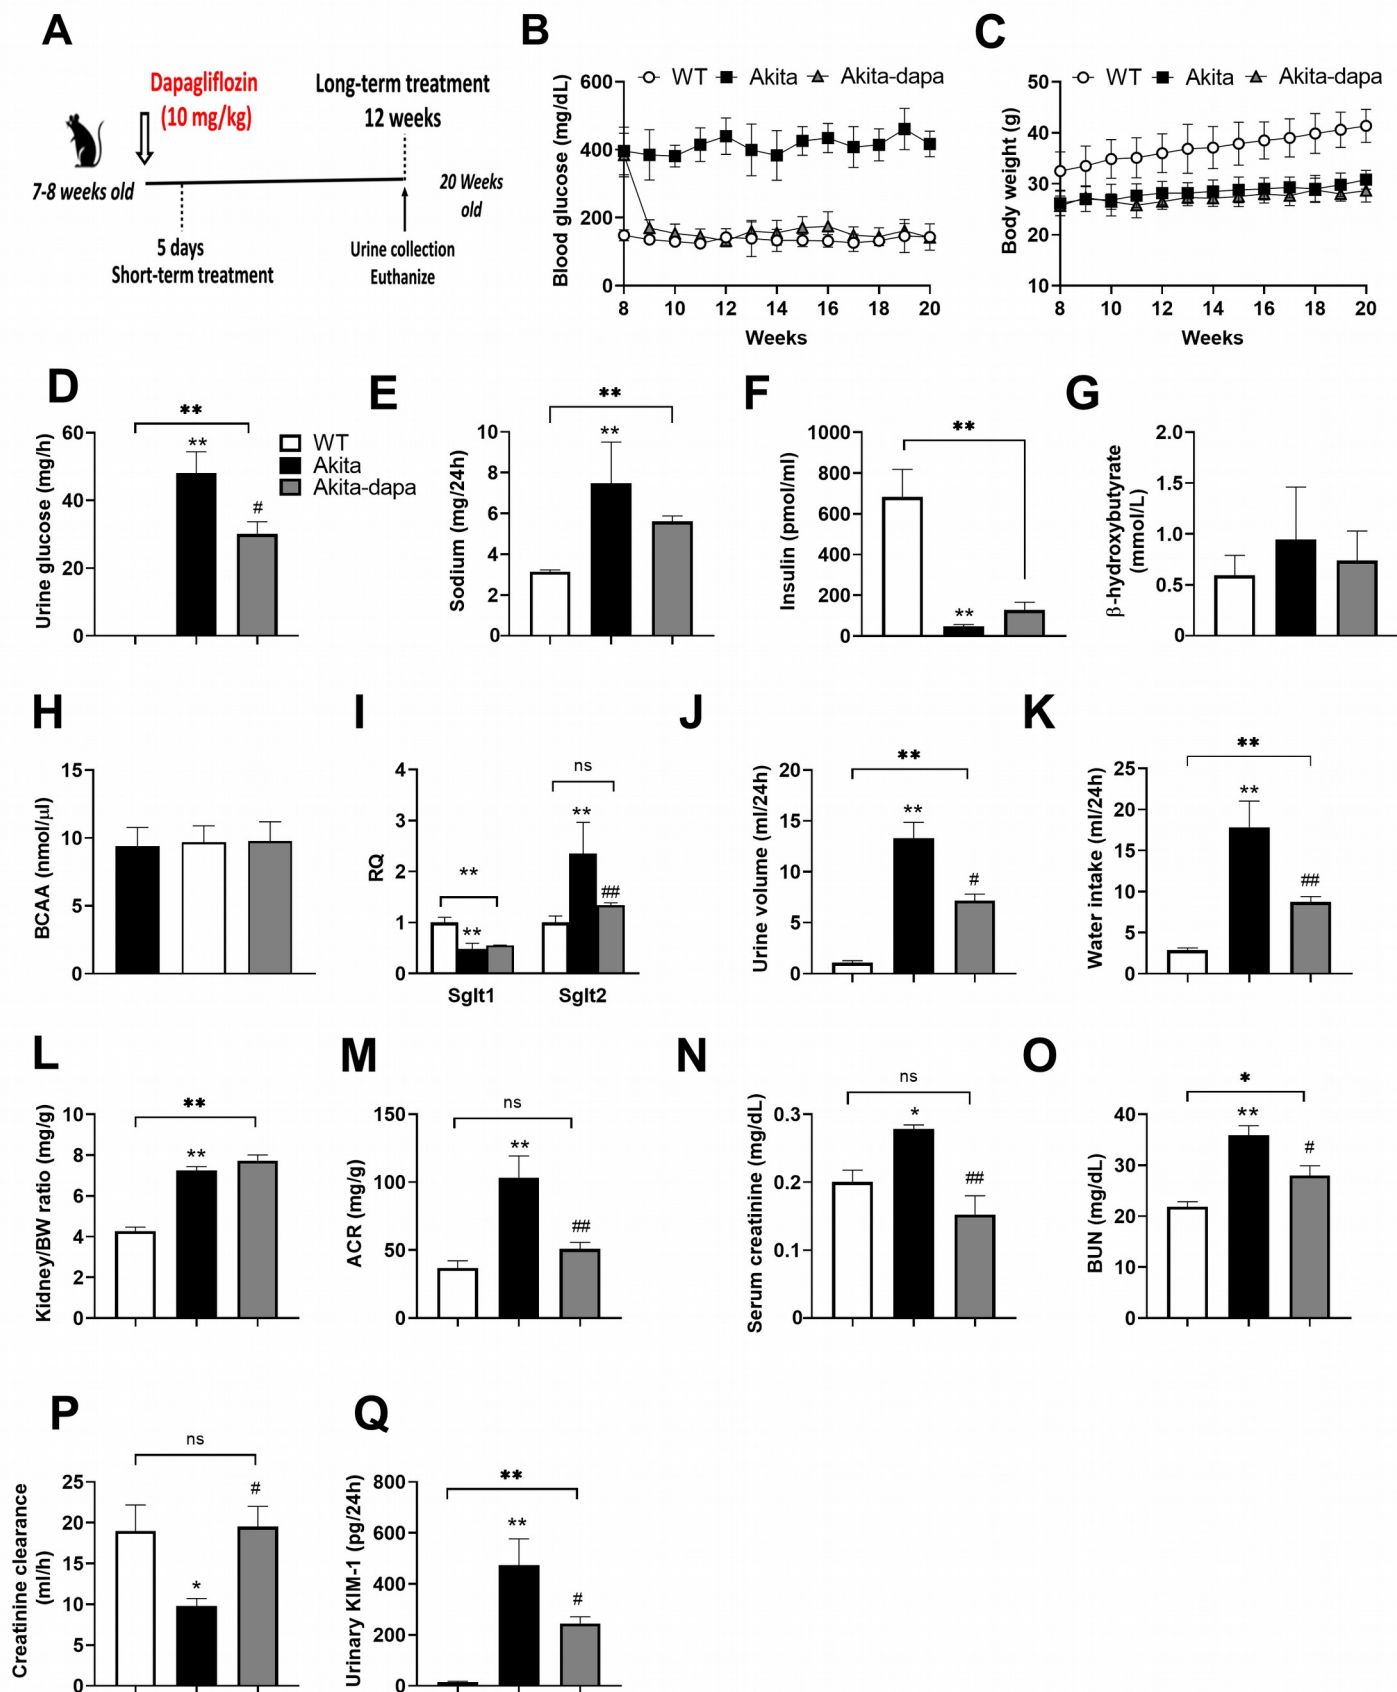 A
Dapagliflozin
(10 mg/kg)
Long-term treatment
12 weeks
7-8 weeks old
20 Weeks
old
5 days
Short-term treatment
Urine collection
Euthanize
B
WT
Akita
Akita-dapa
Blood glucose (mg/dL)
600
400
200
0
8
10
12
14
16
18
20
Weeks
C
WT
Akita
Akita-dapa
Body weight (g)
50
40
30
20
10
8
10
12
14
16
18
20
Weeks
D
**
**
#
Urine glucose (mg/h)
60
40
20
0
WT
Akita
Akita-dapa
E
**
**
Sodium (mg/24h)
10
8
6
4
2
0
F
**
**
Insulin (pmol/ml)
1000
800
600
400
200
0
G
β-hydroxybutyrate
(mmol/L)
2.0
1.5
1.0
0.5
0
H
BCAA (nmol/µl)
15
10
5
0
I
ns
**
**
**
##
RQ
4
3
2
1
0
Sglt1
Sglt2
J
**
**
#
Urine volume (ml/24h)
20
15
10
5
0
K
**
**
##
Water intake (ml/24h)
25
20
15
10
5
0
L
**
**
Kidney/BW ratio (mg/g)
10
8
6
4
2
0
M
ns
**
##
ACR (mg/g)
150
100
50
0
N
ns
*
##
Serum creatinine (mg/dL)
0.3
0.2
0.1
0
O
*
**
#
BUN (mg/dL)
40
30
20
10
0
P
ns
*
#
Creatinine clearance
(ml/h)
25
20
15
10
5
0
Q
**
**
#
Urinary KIM-1 (pg/24h)
800
600
400
200
0